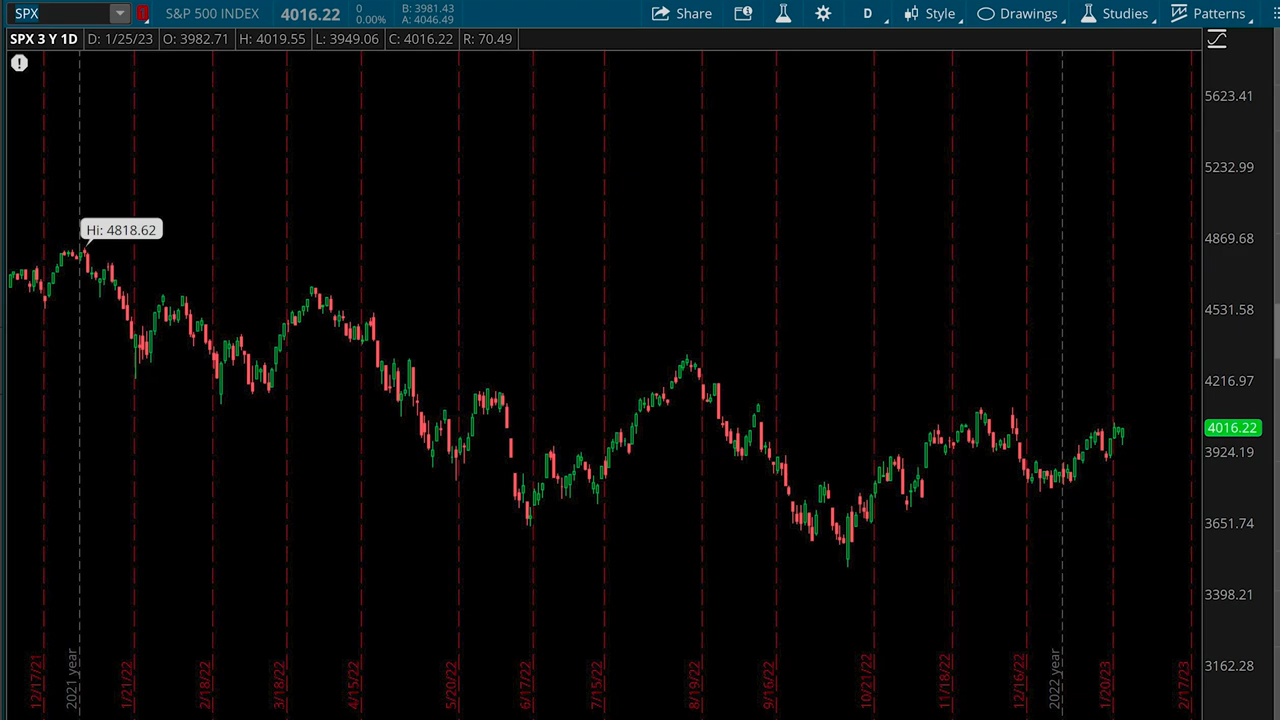 SPX S&P 500 INDEX 4016.22 0 0.00% B: 3981.43 A: 4046.49 Share D Style Drawings Studies Patterns
SPX 3 Y 1D D: 1/25/23 O: 3982.71 H: 4019.55 L: 3949.06 C: 4016.22 R: 70.49
5623.41
5232.99
Hi: 4818.62
4869.68
4531.58
4216.97
4016.22
3924.19
3651.74
3398.21
3162.28
12/17/21 2021 year 1/21/22 2/18/22 3/18/22 4/15/22 5/20/22 6/17/22 7/15/22 8/19/22 9/16/22 10/21/22 11/18/22 12/16/22 2022 year 1/20/23 2/17/23